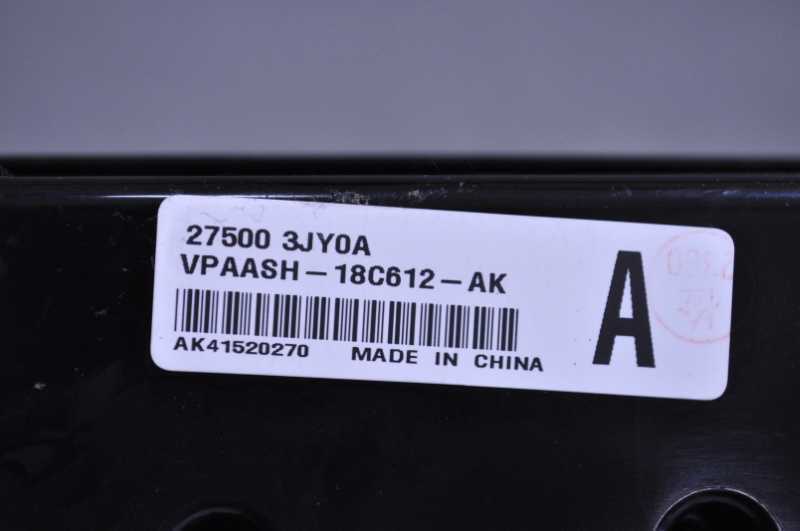 27500 3JY0A
VPAASH-18C612-AK
A
AK41520270 MADE IN CHINA